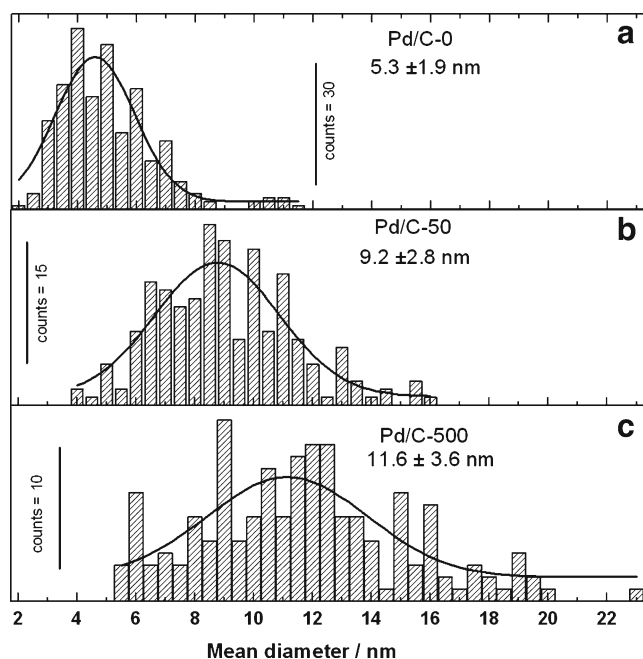 Pd/C-0
a
5.3 ±1.9 nm
counts = 30
Pd/C-50
b
9.2 ±2.8 nm
counts = 15
Pd/C-500
c
11.6 ± 3.6 nm
counts = 10
2 4 6 8 10 12 14 16 18 20 22
Mean diameter / nm